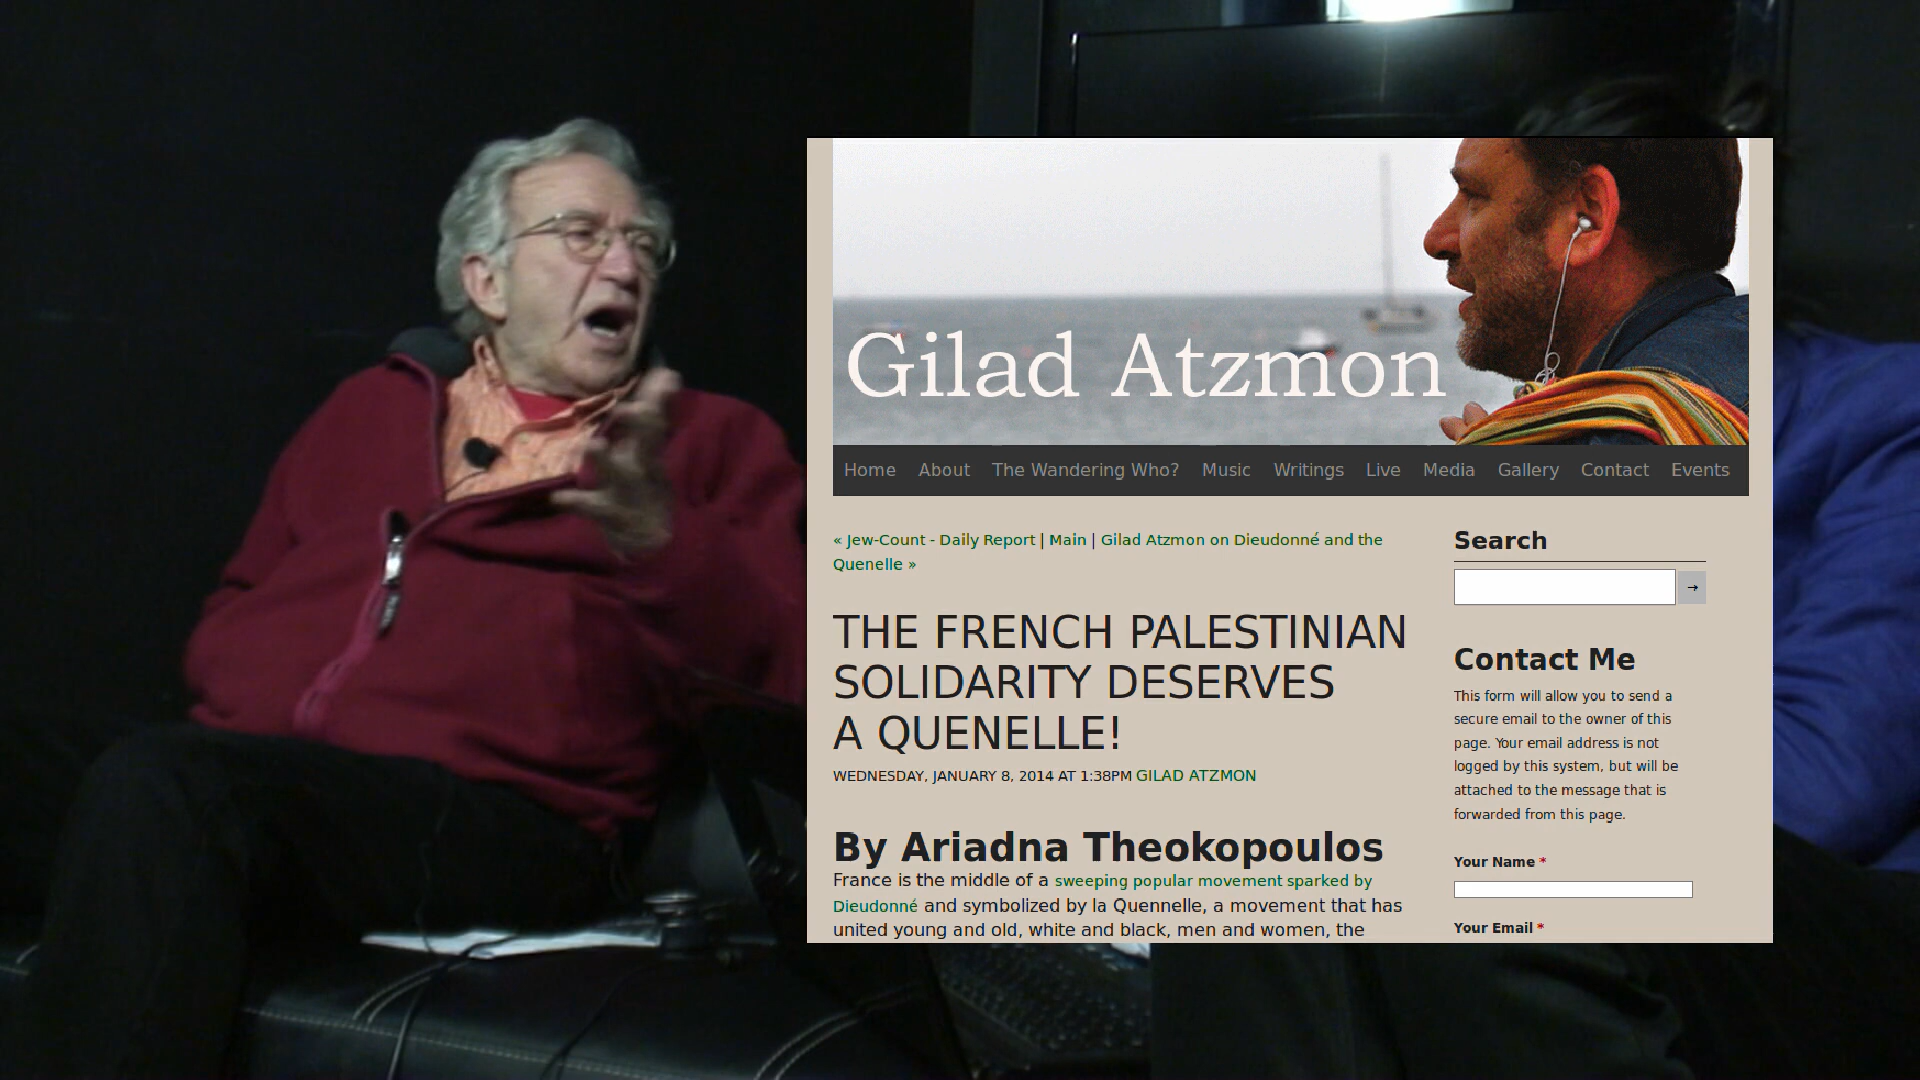 Gilad Atzmon
Home About The Wandering Who? Music Writings Live Media Gallery Contact Events
« Jew-Count - Daily Report | Main | Gilad Atzmon on Dieudonné and the
Quenelle »
THE FRENCH PALESTINIAN
SOLIDARITY DESERVES
A QUENELLE!
WEDNESDAY, JANUARY 8, 2014 AT 1:38PM GILAD ATZMON
By Ariadna Theokopoulos
France is the middle of a sweeping popular movement sparked by
Dieudonné and symbolized by la Quennelle, a movement that has
united young and old, white and black, men and women, the
Search
→
Contact Me
This form will allow you to send a
secure email to the owner of this
page. Your email address is not
logged by this system, but will be
attached to the message that is
forwarded from this page.
Your Name *
Your Email *